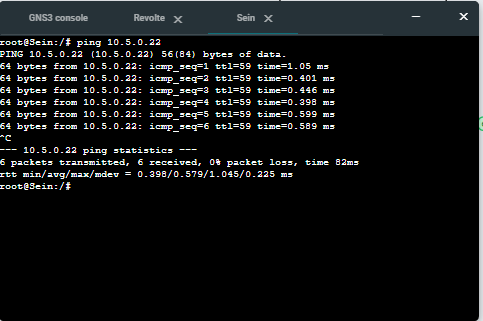 GNS3 console Revolte Sein
root@Sein:/# ping 10.5.0.22
PING 10.5.0.22 (10.5.0.22) 56(84) bytes of data.
64 bytes from 10.5.0.22: icmp_seq=1 ttl=59 time=1.05 ms
64 bytes from 10.5.0.22: icmp_seq=2 ttl=59 time=0.401 ms
64 bytes from 10.5.0.22: icmp_seq=3 ttl=59 time=0.446 ms
64 bytes from 10.5.0.22: icmp_seq=4 ttl=59 time=0.398 ms
64 bytes from 10.5.0.22: icmp_seq=5 ttl=59 time=0.599 ms
64 bytes from 10.5.0.22: icmp_seq=6 ttl=59 time=0.589 ms
^C
--- 10.5.0.22 ping statistics ---
6 packets transmitted, 6 received, 0% packet loss, time 82ms
rtt min/avg/max/mdev = 0.398/0.579/1.045/0.225 ms
root@Sein:/#